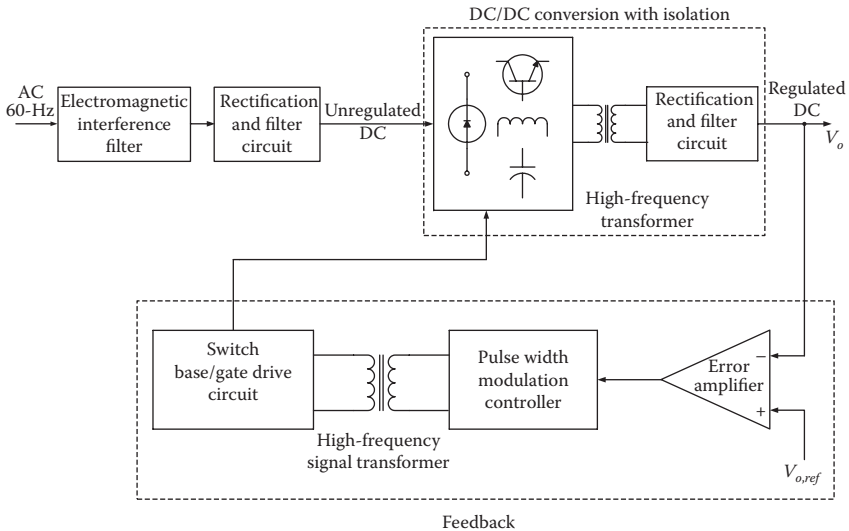 DC/DC conversion with isolation
AC
60-Hz
Electromagnetic
interference
filter
Rectification
and filter
circuit
Unregulated
DC
Rectification
and filter
circuit
Regulated
DC
V_o
High-frequency
transformer
Switch
base/gate drive
circuit
High-frequency
signal transformer
Pulse width
modulation
controller
Error
amplifier
−
+
V_{o,ref}
Feedback